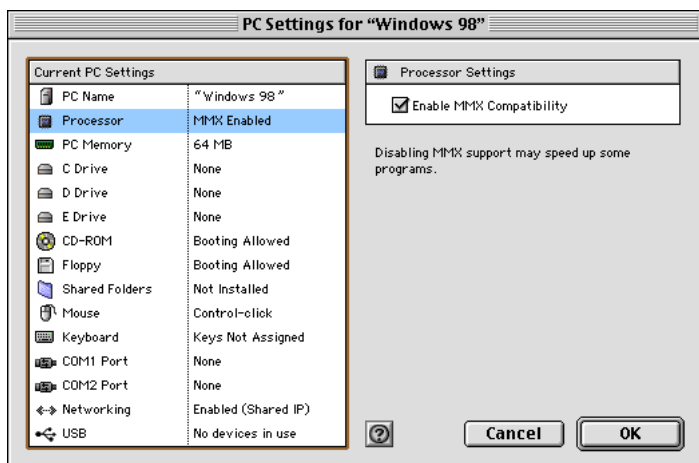 PC Settings for “Windows 98”
Current PC Settings
PC Name “Windows 98”
Processor MMX Enabled
PC Memory 64 MB
C Drive None
D Drive None
E Drive None
CD-ROM Booting Allowed
Floppy Booting Allowed
Shared Folders Not Installed
Mouse Control-click
Keyboard Keys Not Assigned
COM1 Port None
COM2 Port None
Networking Enabled (Shared IP)
USB No devices in use
Processor Settings
Enable MMX Compatibility
Disabling MMX support may speed up some
programs.
?
Cancel OK